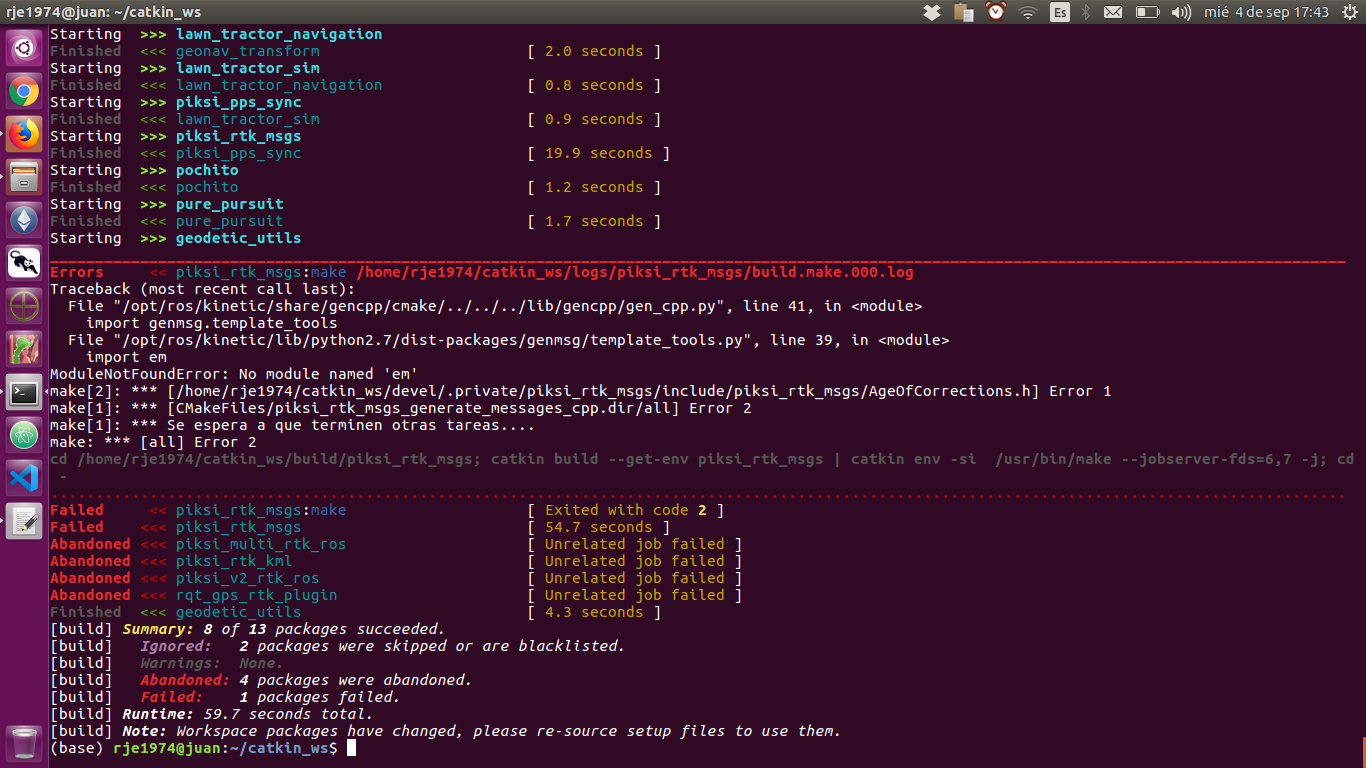 rje1974@juan: ~/catkin_ws
Es
mié 4 de sep 17:43
Starting >>> lawn_tractor_navigation
Finished <<< geonav_transform [ 2.0 seconds ]
Starting >>> lawn_tractor_sim
Finished <<< lawn_tractor_navigation [ 0.8 seconds ]
Starting >>> piksi_pps_sync
Finished <<< lawn_tractor_sim [ 0.9 seconds ]
Starting >>> piksi_rtk_msgs
Finished <<< piksi_pps_sync [ 19.9 seconds ]
Starting >>> pochito
Finished <<< pochito [ 1.2 seconds ]
Starting >>> pure_pursuit
Finished <<< pure_pursuit [ 1.7 seconds ]
Starting >>> geodetic_utils
Errors << piksi_rtk_msgs:make /home/rje1974/catkin_ws/logs/piksi_rtk_msgs/build.make.000.log
Traceback (most recent call last):
File "/opt/ros/kinetic/share/gencpp/cmake/../../../lib/gencpp/gen_cpp.py", line 41, in <module>
import genmsg.template_tools
File "/opt/ros/kinetic/lib/python2.7/dist-packages/genmsg/template_tools.py", line 39, in <module>
import em
ModuleNotFoundError: No module named 'em'
make[2]: *** [/home/rje1974/catkin_ws/devel/.private/piksi_rtk_msgs/include/piksi_rtk_msgs/AgeOfCorrections.h] Error 1
make[1]: *** [CMakeFiles/piksi_rtk_msgs_generate_messages_cpp.dir/all] Error 2
make[1]: *** Se espera a que terminen otras tareas....
make: *** [all] Error 2
cd /home/rje1974/catkin_ws/build/piksi_rtk_msgs; catkin build --get-env piksi_rtk_msgs | catkin env -si /usr/bin/make --jobserver-fds=6,7 -j; cd
-
Failed << piksi_rtk_msgs:make [ Exited with code 2 ]
Failed <<< piksi_rtk_msgs [ 54.7 seconds ]
Abandoned <<< piksi_multi_rtk_ros [ Unrelated job failed ]
Abandoned <<< piksi_rtk_kml [ Unrelated job failed ]
Abandoned <<< piksi_v2_rtk_ros [ Unrelated job failed ]
Abandoned <<< rqt_gps_rtk_plugin [ Unrelated job failed ]
Finished <<< geodetic_utils [ 4.3 seconds ]
[build] Summary: 8 of 13 packages succeeded.
[build] Ignored: 2 packages were skipped or are blacklisted.
[build] Warnings: None.
[build] Abandoned: 4 packages were abandoned.
[build] Failed: 1 packages failed.
[build] Runtime: 59.7 seconds total.
[build] Note: Workspace packages have changed, please re-source setup files to use them.
(base) rje1974@juan:~/catkin_ws$